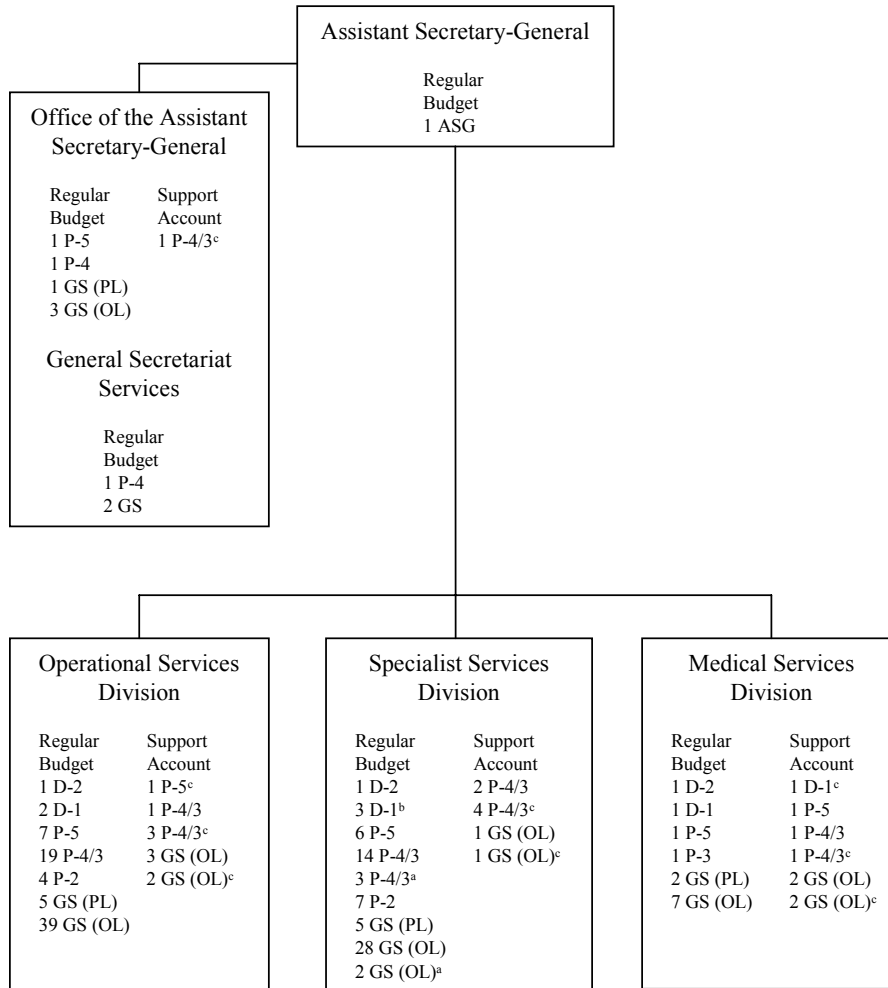 Assistant Secretary-General
Regular
Budget
1 ASG
Office of the Assistant
Secretary-General
Regular Support
Budget Account
1 P-5 1 P-4/3ᶜ
1 P-4
1 GS (PL)
3 GS (OL)
General Secretariat
Services
Regular
Budget
1 P-4
2 GS
Operational Services
Division
Regular Support
Budget Account
1 D-2 1 P-5ᶜ
2 D-1 1 P-4/3
7 P-5 3 P-4/3ᶜ
19 P-4/3 3 GS (OL)
4 P-2 2 GS (OL)ᶜ
5 GS (PL)
39 GS (OL)
Specialist Services
Division
Regular Support
Budget Account
1 D-2 2 P-4/3
3 D-1ᵇ 4 P-4/3ᶜ
6 P-5 1 GS (OL)
14 P-4/3 1 GS (OL)ᶜ
3 P-4/3ᵃ
7 P-2
5 GS (PL)
28 GS (OL)
2 GS (OL)ᵃ
Medical Services
Division
Regular Support
Budget Account
1 D-2 1 D-1ᶜ
1 D-1 1 P-5
1 P-5 1 P-4/3
1 P-3 1 P-4/3ᶜ
2 GS (PL) 2 GS (OL)
7 GS (OL) 2 GS (OL)ᶜ